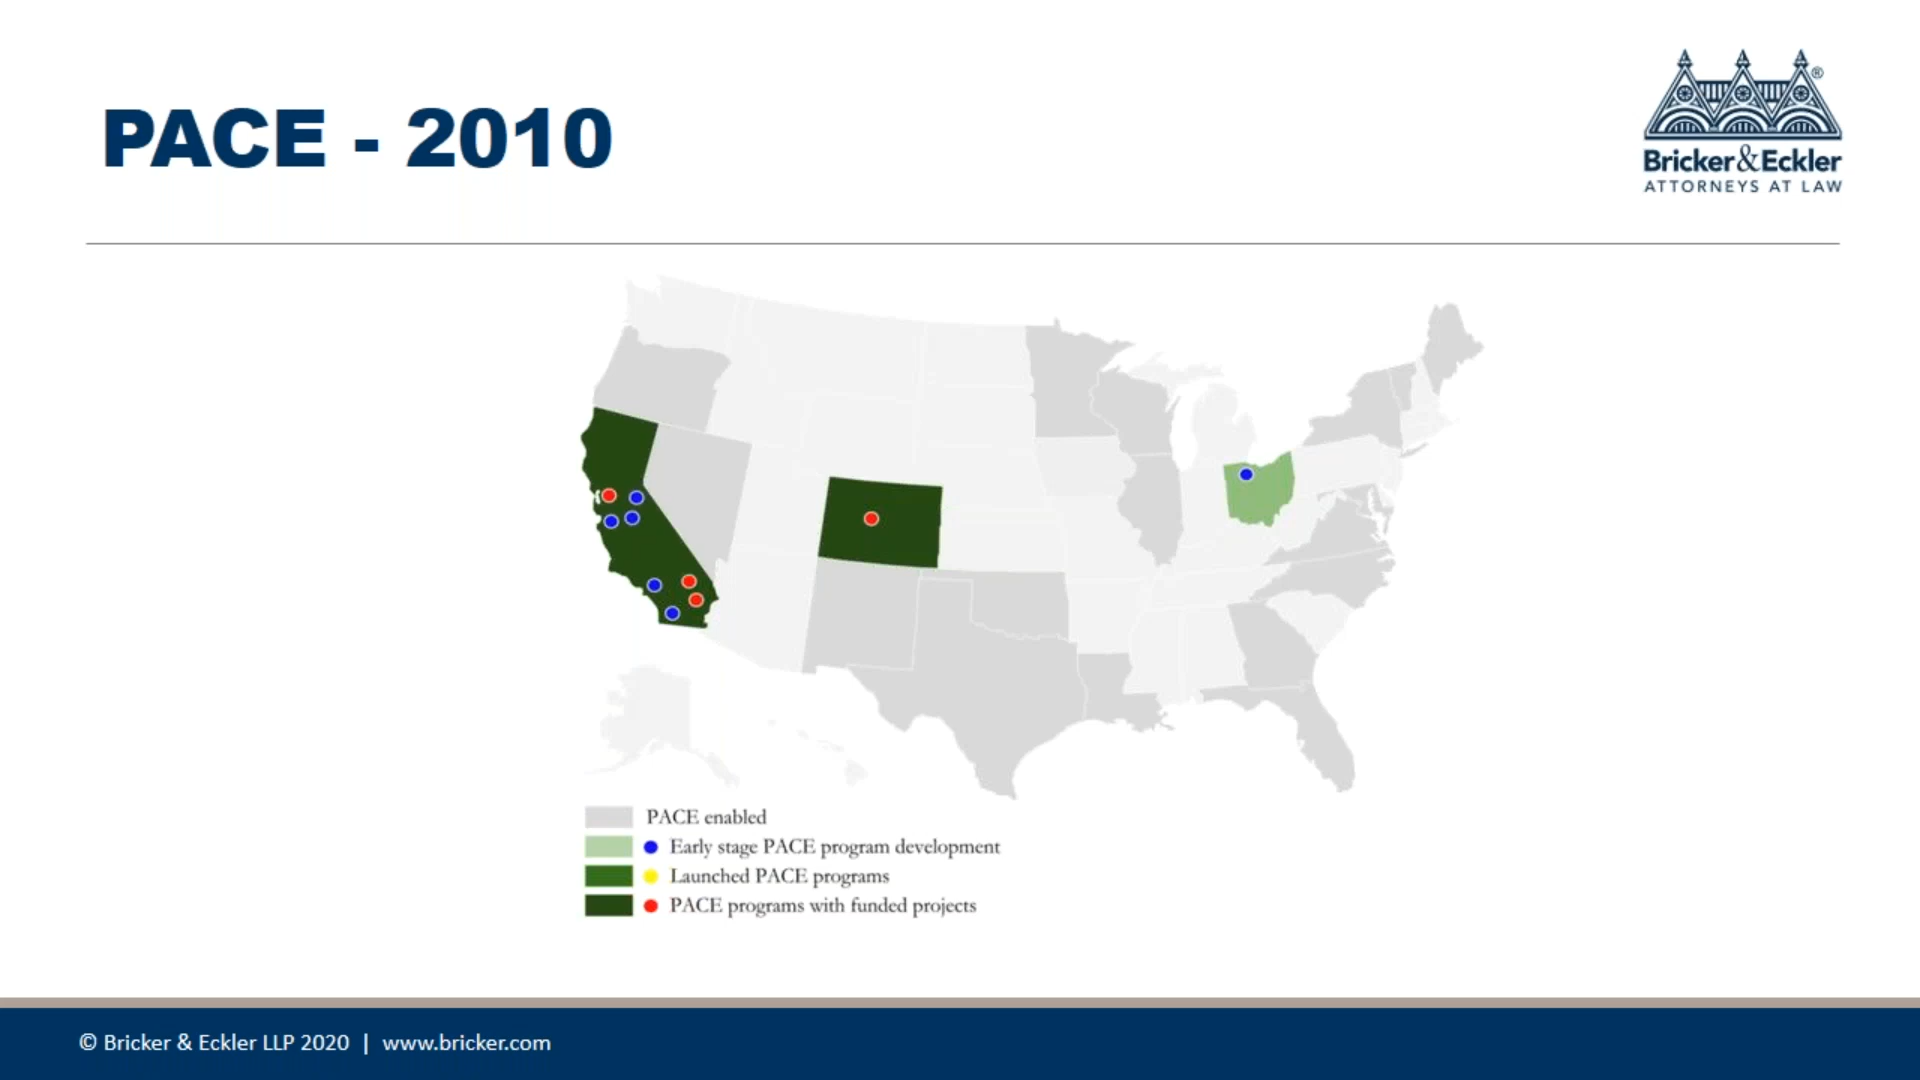 PACE - 2010
®
Bricker&Eckler
ATTORNEYS AT LAW
PACE enabled
Early stage PACE program development
Launched PACE programs
PACE programs with funded projects
© Bricker & Eckler LLP 2020 | www.bricker.com